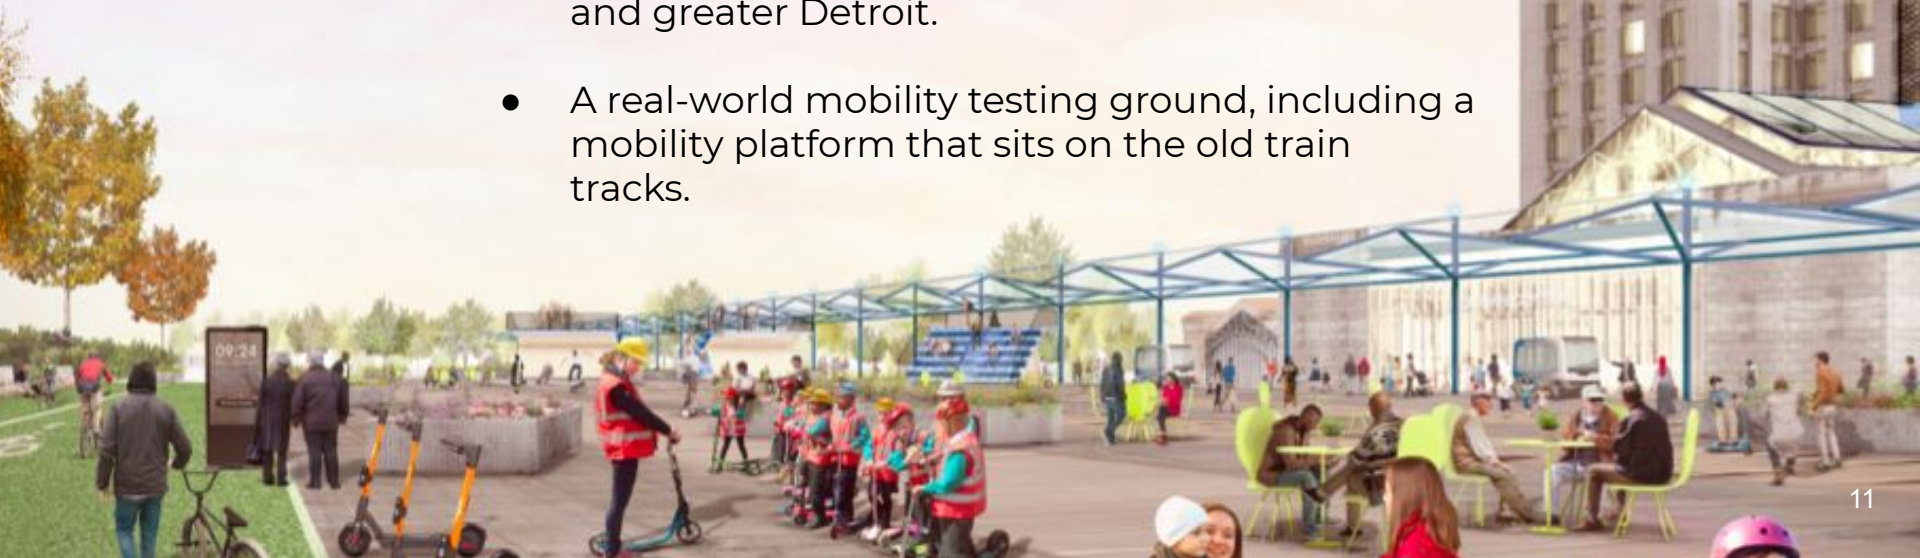 and greater Detroit.
● A real-world mobility testing ground, including a
mobility platform that sits on the old train
tracks.
09:24
11